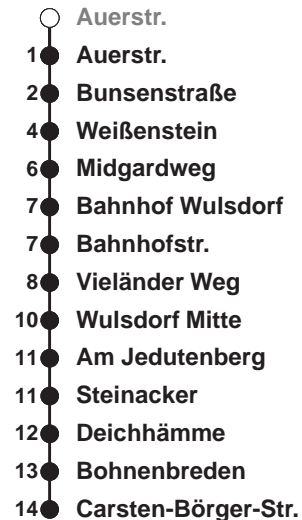 Auerstr.
1 Auerstr.
2 Bunsenstraße
4 Weißenstein
6 Midgardweg
7 Bahnhof Wulsdorf
7 Bahnhofstr.
8 Vieländer Weg
10 Wulsdorf Mitte
11 Am Jedutenberg
11 Steinacker
12 Deichhämme
13 Bohnenbreden
14 Carsten-Börger-Str.